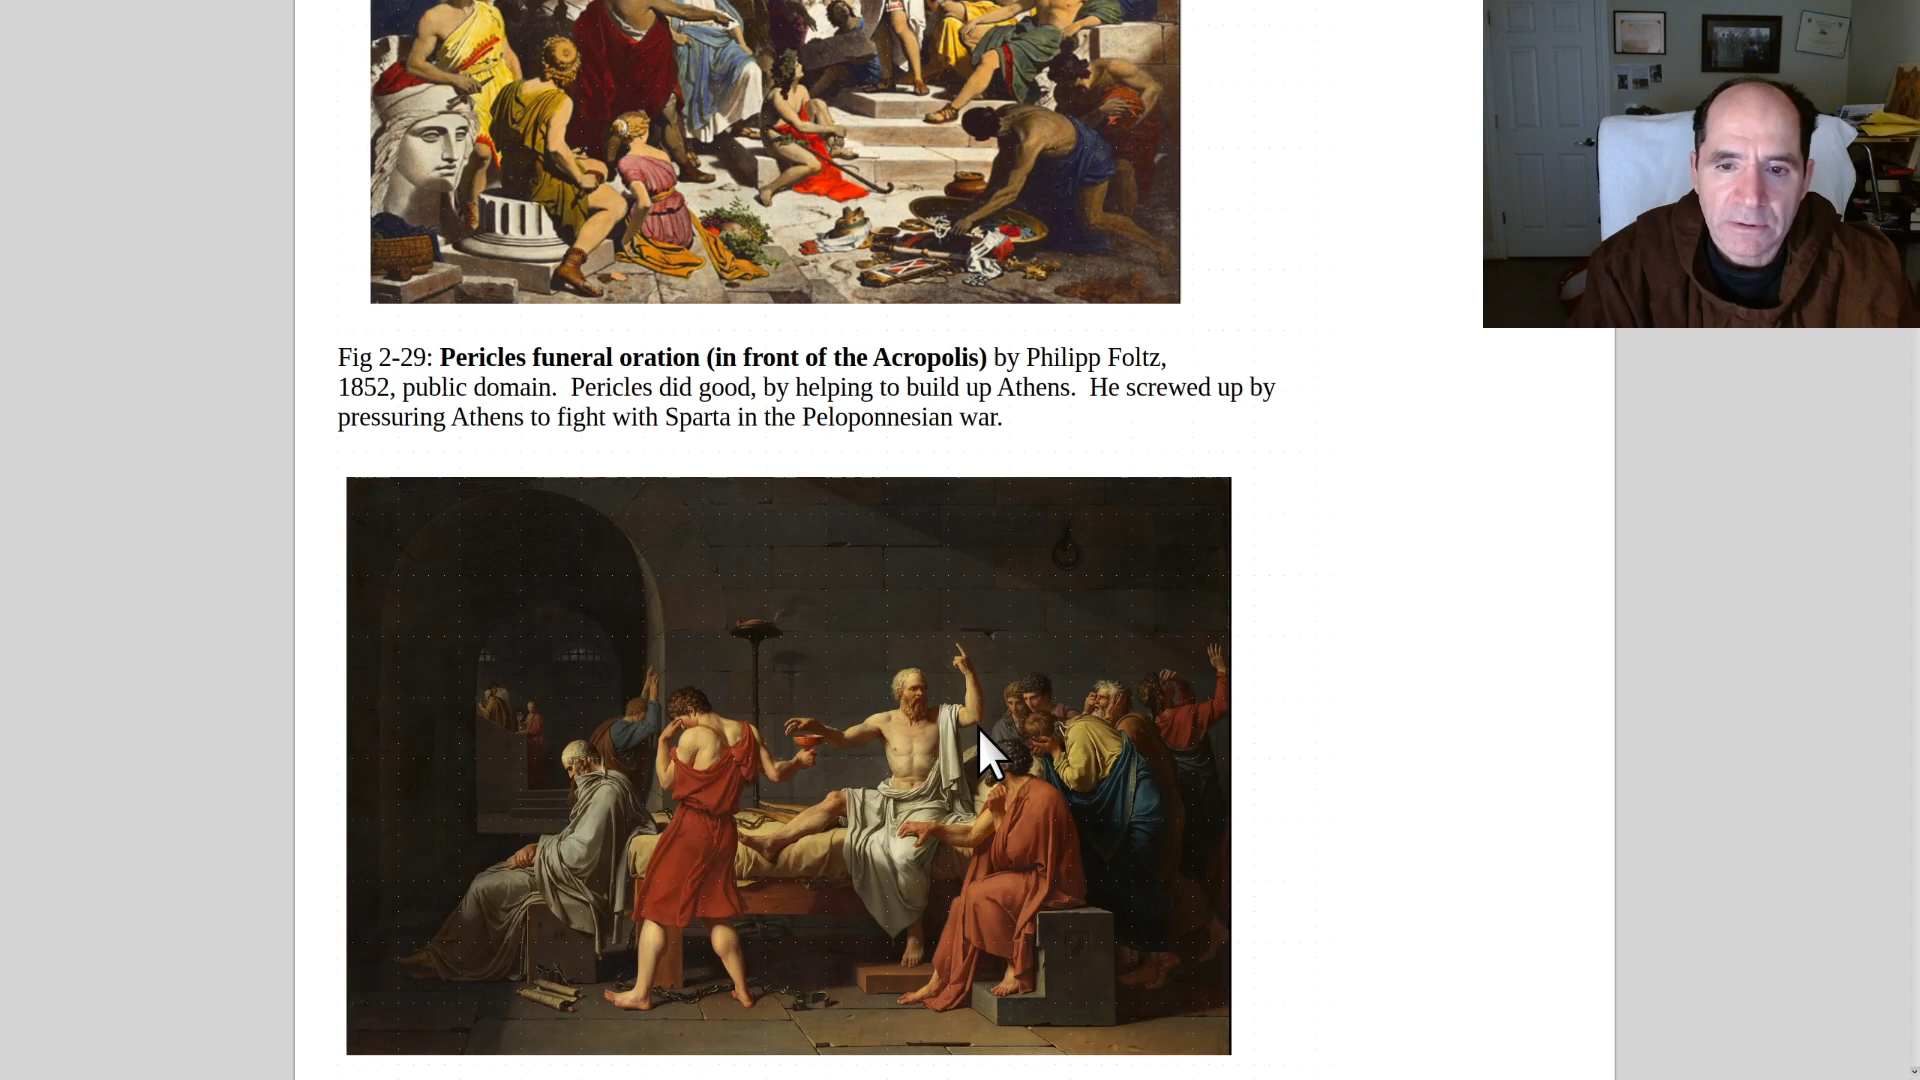 Fig 2-29: Pericles funeral oration (in front of the Acropolis) by Philipp Foltz,
1852, public domain.  Pericles did good, by helping to build up Athens.  He screwed up by
pressuring Athens to fight with Sparta in the Peloponnesian war.